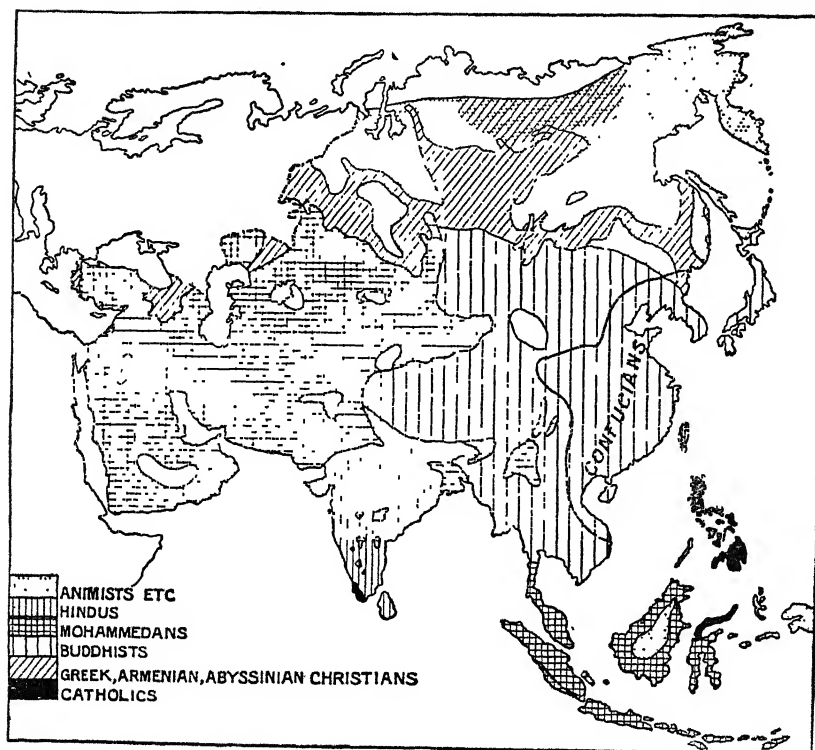 CONFUCIANS
ANIMISTS ETC
HINDUS
MOHAMMEDANS
BUDDHISTS
GREEK, ARMENIAN, ABYSSINIAN CHRISTIANS
CATHOLICS